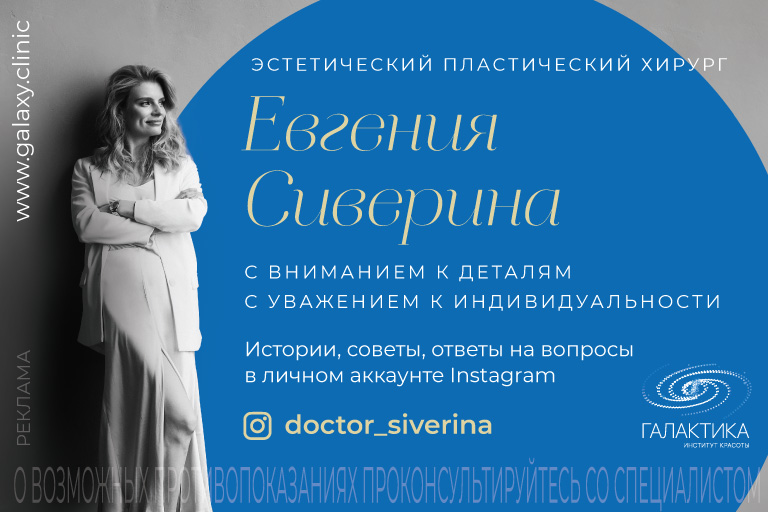 www.galaxy.clinic
ЭСТЕТИЧЕСКИЙ ПЛАСТИЧЕСКИЙ ХИРУРГ
Евгения
Сиверина
С ВНИМАНИЕМ К ДЕТАЛЯМ
С УВАЖЕНИЕМ К ИНДИВИДУАЛЬНОСТИ
Истории, советы, ответы на вопросы
в личном аккаунте Instagram
doctor_siverina
РЕКЛАМА
ГАЛАКТИКА
ИНСТИТУТ КРАСОТЫ
О ВОЗМОЖНЫХ ПРОТИВОПОКАЗАНИЯХ ПРОКОНСУЛЬТИРУЙТЕСЬ СО СПЕЦИАЛИСТОМ